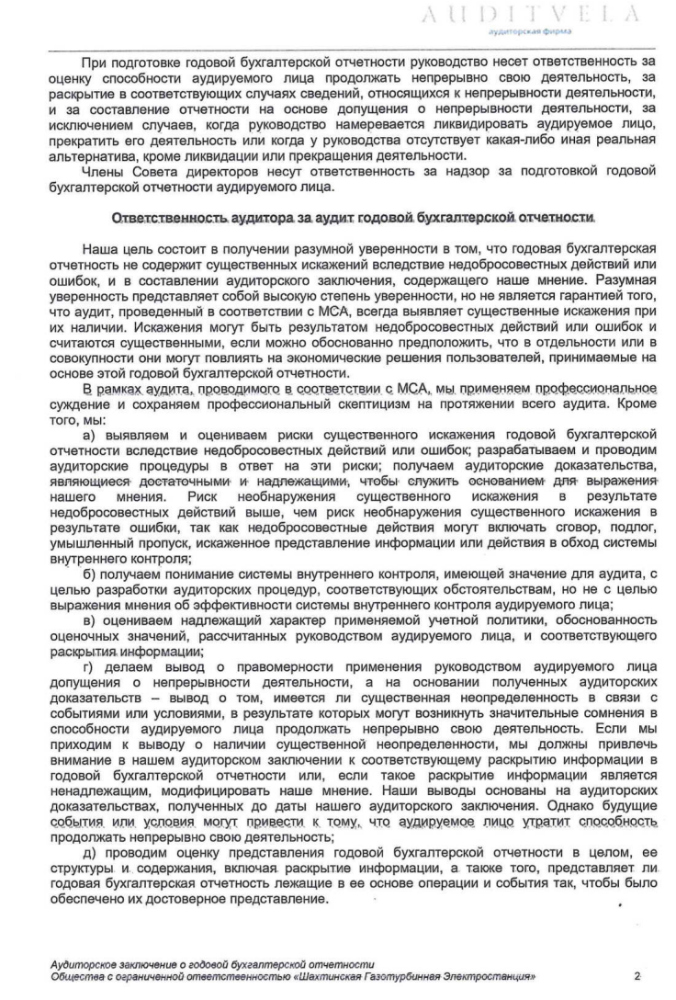 AUDITVELA
аудиторская фирма
При подготовке годовой бухгалтерской отчетности руководство несет ответственность за
оценку способности аудируемого лица продолжать непрерывно свою деятельность, за
раскрытие в соответствующих случаях сведений, относящихся к непрерывности деятельности,
и за составление отчетности на основе допущения о непрерывности деятельности, за
исключением случаев, когда руководство намеревается ликвидировать аудируемое лицо,
прекратить его деятельность или когда у руководства отсутствует какая-либо иная реальная
альтернатива, кроме ликвидации или прекращения деятельности.
Члены Совета директоров несут ответственность за надзор за подготовкой годовой
бухгалтерской отчетности аудируемого лица.
Ответственность аудитора за аудит годовой бухгалтерской отчетности
Наша цель состоит в получении разумной уверенности в том, что годовая бухгалтерская
отчетность не содержит существенных искажений вследствие недобросовестных действий или
ошибок, и в составлении аудиторского заключения, содержащего наше мнение. Разумная
уверенность представляет собой высокую степень уверенности, но не является гарантией того,
что аудит, проведенный в соответствии с МСА, всегда выявляет существенные искажения при
их наличии. Искажения могут быть результатом недобросовестных действий или ошибок и
считаются существенными, если можно обоснованно предположить, что в отдельности или в
совокупности они могут повлиять на экономические решения пользователей, принимаемые на
основе этой годовой бухгалтерской отчетности.
В рамках аудита, проводимого в соответствии с МСА, мы применяем профессиональное
суждение и сохраняем профессиональный скептицизм на протяжении всего аудита. Кроме
того, мы:
а) выявляем и оцениваем риски существенного искажения годовой бухгалтерской
отчетности вследствие недобросовестных действий или ошибок; разрабатываем и проводим
аудиторские процедуры в ответ на эти риски; получаем аудиторские доказательства,
являющиеся достаточными и надлежащими, чтобы служить основанием для выражения
нашего мнения. Риск необнаружения существенного искажения в результате
недобросовестных действий выше, чем риск необнаружения существенного искажения в
результате ошибки, так как недобросовестные действия могут включать сговор, подлог,
умышленный пропуск, искаженное представление информации или действия в обход системы
внутреннего контроля;
б) получаем понимание системы внутреннего контроля, имеющей значение для аудита, с
целью разработки аудиторских процедур, соответствующих обстоятельствам, но не с целью
выражения мнения об эффективности системы внутреннего контроля аудируемого лица;
в) оцениваем надлежащий характер применяемой учетной политики, обоснованность
оценочных значений, рассчитанных руководством аудируемого лица, и соответствующего
раскрытия информации;
г) делаем вывод о правомерности применения руководством аудируемого лица
допущения о непрерывности деятельности, а на основании полученных аудиторских
доказательств – вывод о том, имеется ли существенная неопределенность в связи с
событиями или условиями, в результате которых могут возникнуть значительные сомнения в
способности аудируемого лица продолжать непрерывно свою деятельность. Если мы
приходим к выводу о наличии существенной неопределенности, мы должны привлечь
внимание в нашем аудиторском заключении к соответствующему раскрытию информации в
годовой бухгалтерской отчетности или, если такое раскрытие информации является
ненадлежащим, модифицировать наше мнение. Наши выводы основаны на аудиторских
доказательствах, полученных до даты нашего аудиторского заключения. Однако будущие
события или условия могут привести к тому, что аудируемое лицо утратит способность
продолжать непрерывно свою деятельность;
д) проводим оценку представления годовой бухгалтерской отчетности в целом, ее
структуры и содержания, включая раскрытие информации, а также того, представляет ли
годовая бухгалтерская отчетность лежащие в ее основе операции и события так, чтобы было
обеспечено их достоверное представление.
Аудиторское заключение о годовой бухгалтерской отчетности
Общества с ограниченной ответственностью «Шахтинская Газотурбинная Электростанция»
2